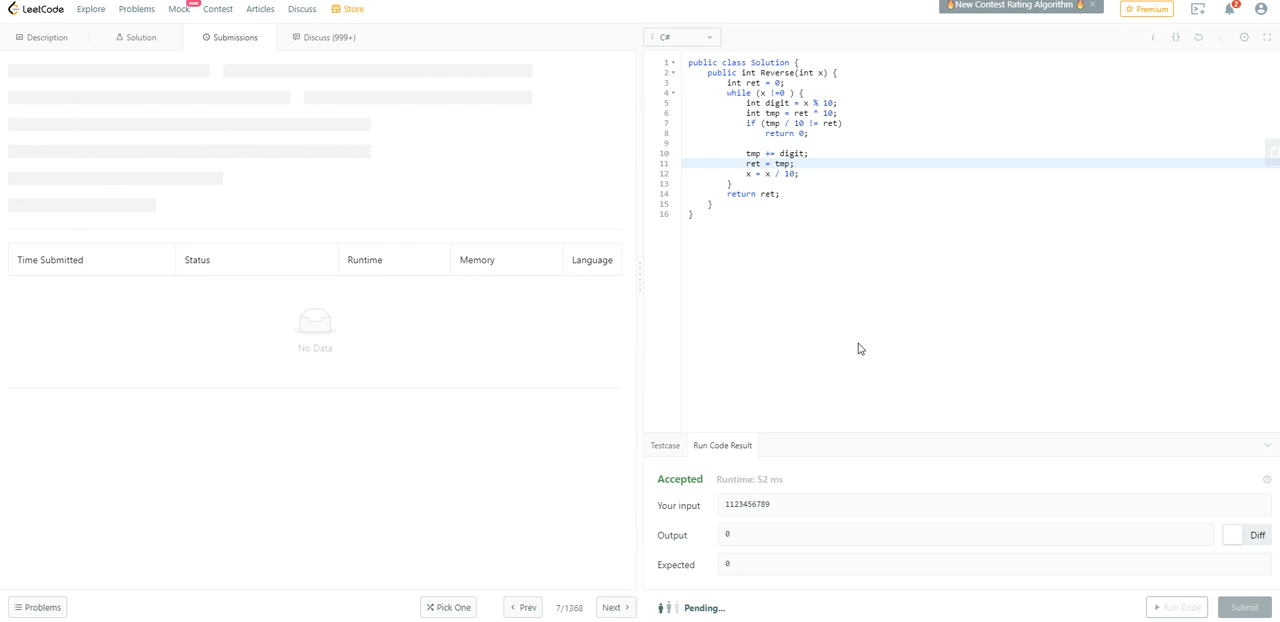 LeetCode Explore Problems Mock Contest Articles Discuss Store 🔥New Contest Rating Algorithm 🔥 × Premium 2
Description Solution Submissions Discuss (999+)
i C#
1 public class Solution {
2 public int Reverse(int x) {
3 int ret = 0;
4 while (x !=0 ) {
5 int digit = x % 10;
6 int tmp = ret * 10;
7 if (tmp / 10 != ret)
8 return 0;
9
10 tmp += digit;
11 ret = tmp;
12 x = x / 10;
13 }
14 return ret;
15 }
16 }
Time Submitted Status Runtime Memory Language
No Data
Testcase Run Code Result
Accepted Runtime: 52 ms
Your input 1123456789
Output 0 Diff
Expected 0
Problems Pick One Prev 7/1368 Next Pending... Run Code Submit